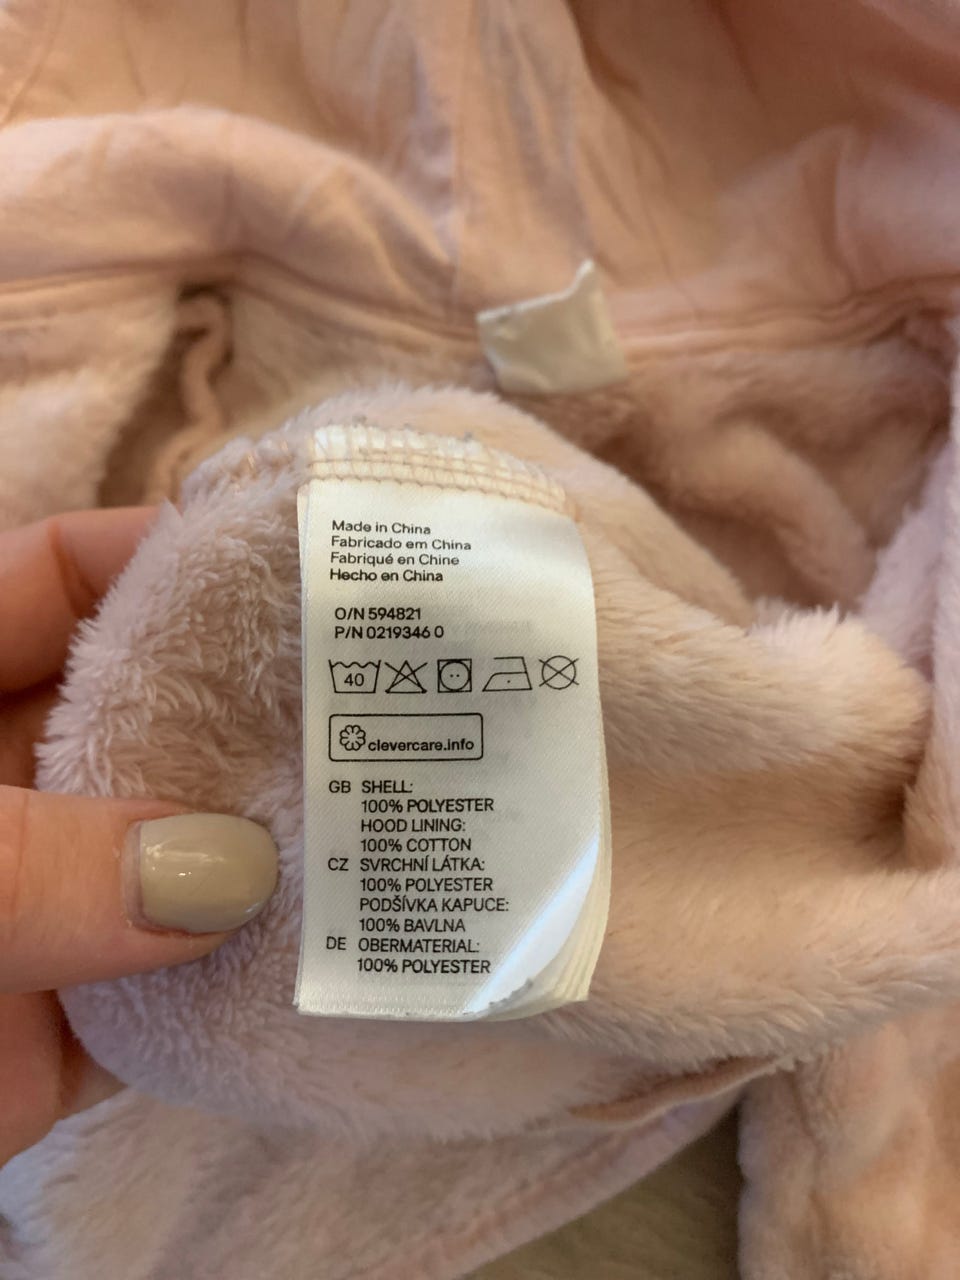 Made in China
Fabricado em China
Fabriqué en Chine
Hecho en China
O/N 594821
P/N 0219346 0
40
clevercare.info
GB SHELL:
100% POLYESTER
HOOD LINING:
100% COTTON
CZ SVRCHNÍ LÁTKA:
100% POLYESTER
PODŠÍVKA KAPUCE:
100% BAVLNA
DE OBERMATERIAL:
100% POLYESTER